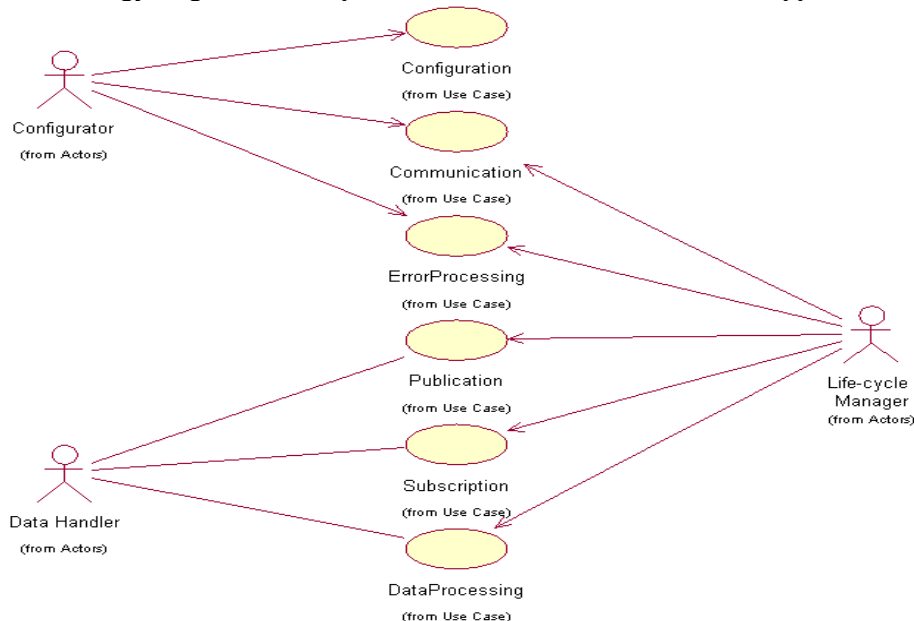 Configuration
(from Use Case)
Configurator
(from Actors)
Communication
(from Use Case)
ErrorProcessing
(from Use Case)
Publication
(from Use Case)
Life-cycle
Manager
(from Actors)
Subscription
(from Use Case)
Data Handler
(from Actors)
DataProcessing
(from Use Case)